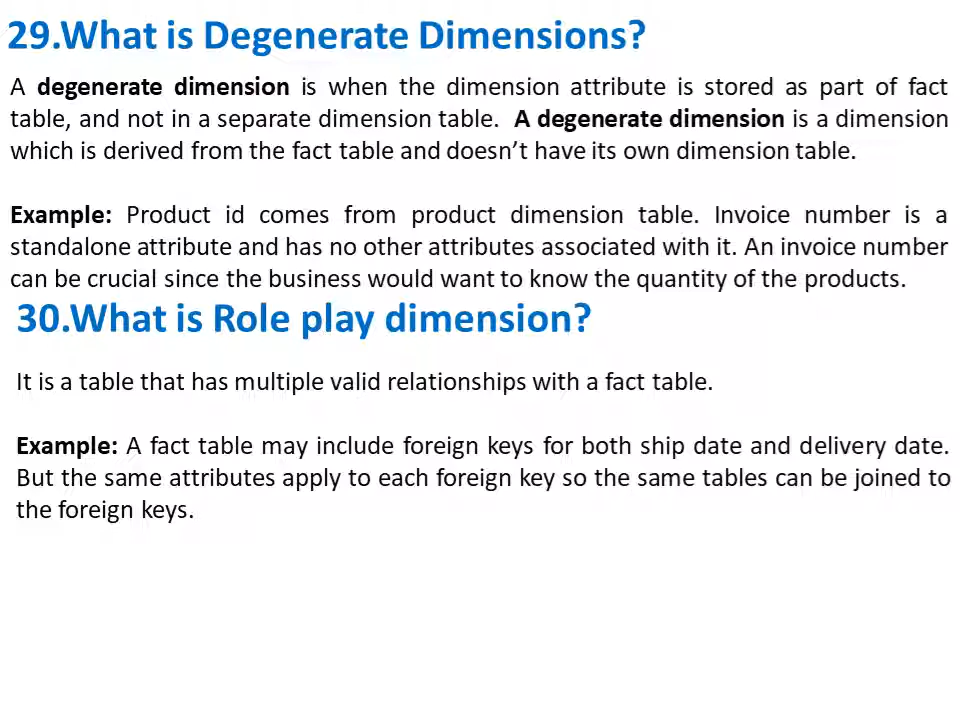 29.What is Degenerate Dimensions?
A degenerate dimension is when the dimension attribute is stored as part of fact
table, and not in a separate dimension table.  A degenerate dimension is a dimension
which is derived from the fact table and doesn’t have its own dimension table.
Example: Product id comes from product dimension table. Invoice number is a
standalone attribute and has no other attributes associated with it. An invoice number
can be crucial since the business would want to know the quantity of the products.
30.What is Role play dimension?
It is a table that has multiple valid relationships with a fact table.
Example: A fact table may include foreign keys for both ship date and delivery date.
But the same attributes apply to each foreign key so the same tables can be joined to
the foreign keys.